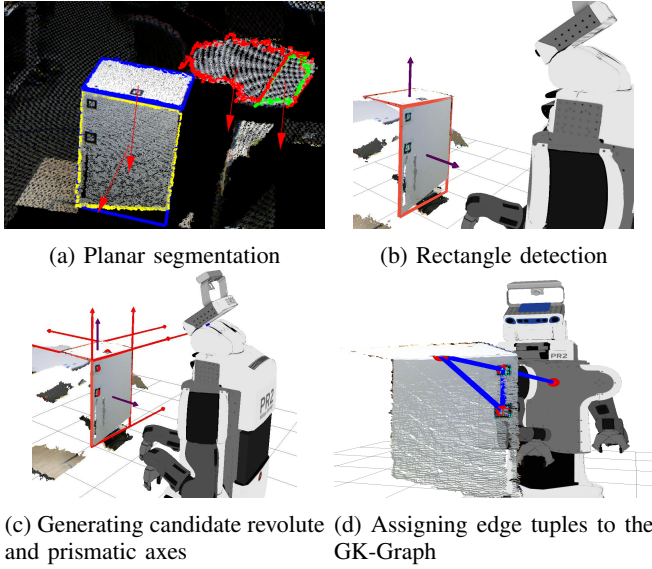 (a) Planar segmentation
(b) Rectangle detection
PR2
PR2
(c) Generating candidate revolute
and prismatic axes
(d) Assigning edge tuples to the
GK-Graph